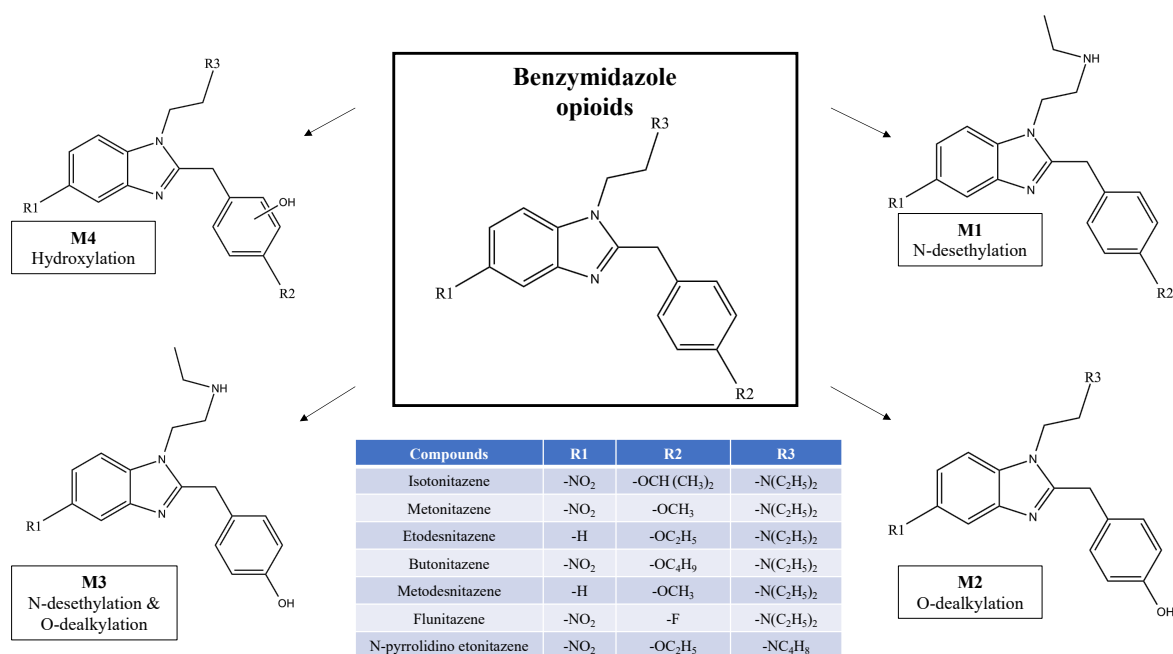 Benzymidazole
opioids
R3
N
N
R1
R2
R3
N
N
OH
R1
R2
M4
Hydroxylation
NH
N
N
R1
R2
M1
N-desethylation
NH
N
N
R1
OH
M3
N-desethylation &
O-dealkylation
R3
N
N
R1
OH
M2
O-dealkylation
Compounds R1 R2 R3
Isotonitazene -NO₂ -OCH (CH₃)₂ -N(C₂H₅)₂
Metonitazene -NO₂ -OCH₃ -N(C₂H₅)₂
Etodesnitazene -H -OC₂H₅ -N(C₂H₅)₂
Butonitazene -NO₂ -OC₄H₉ -N(C₂H₅)₂
Metodesnitazene -H -OCH₃ -N(C₂H₅)₂
Flunitazene -NO₂ -F -N(C₂H₅)₂
N-pyrrolidino etonitazene -NO₂ -OC₂H₅ -NC₄H₈